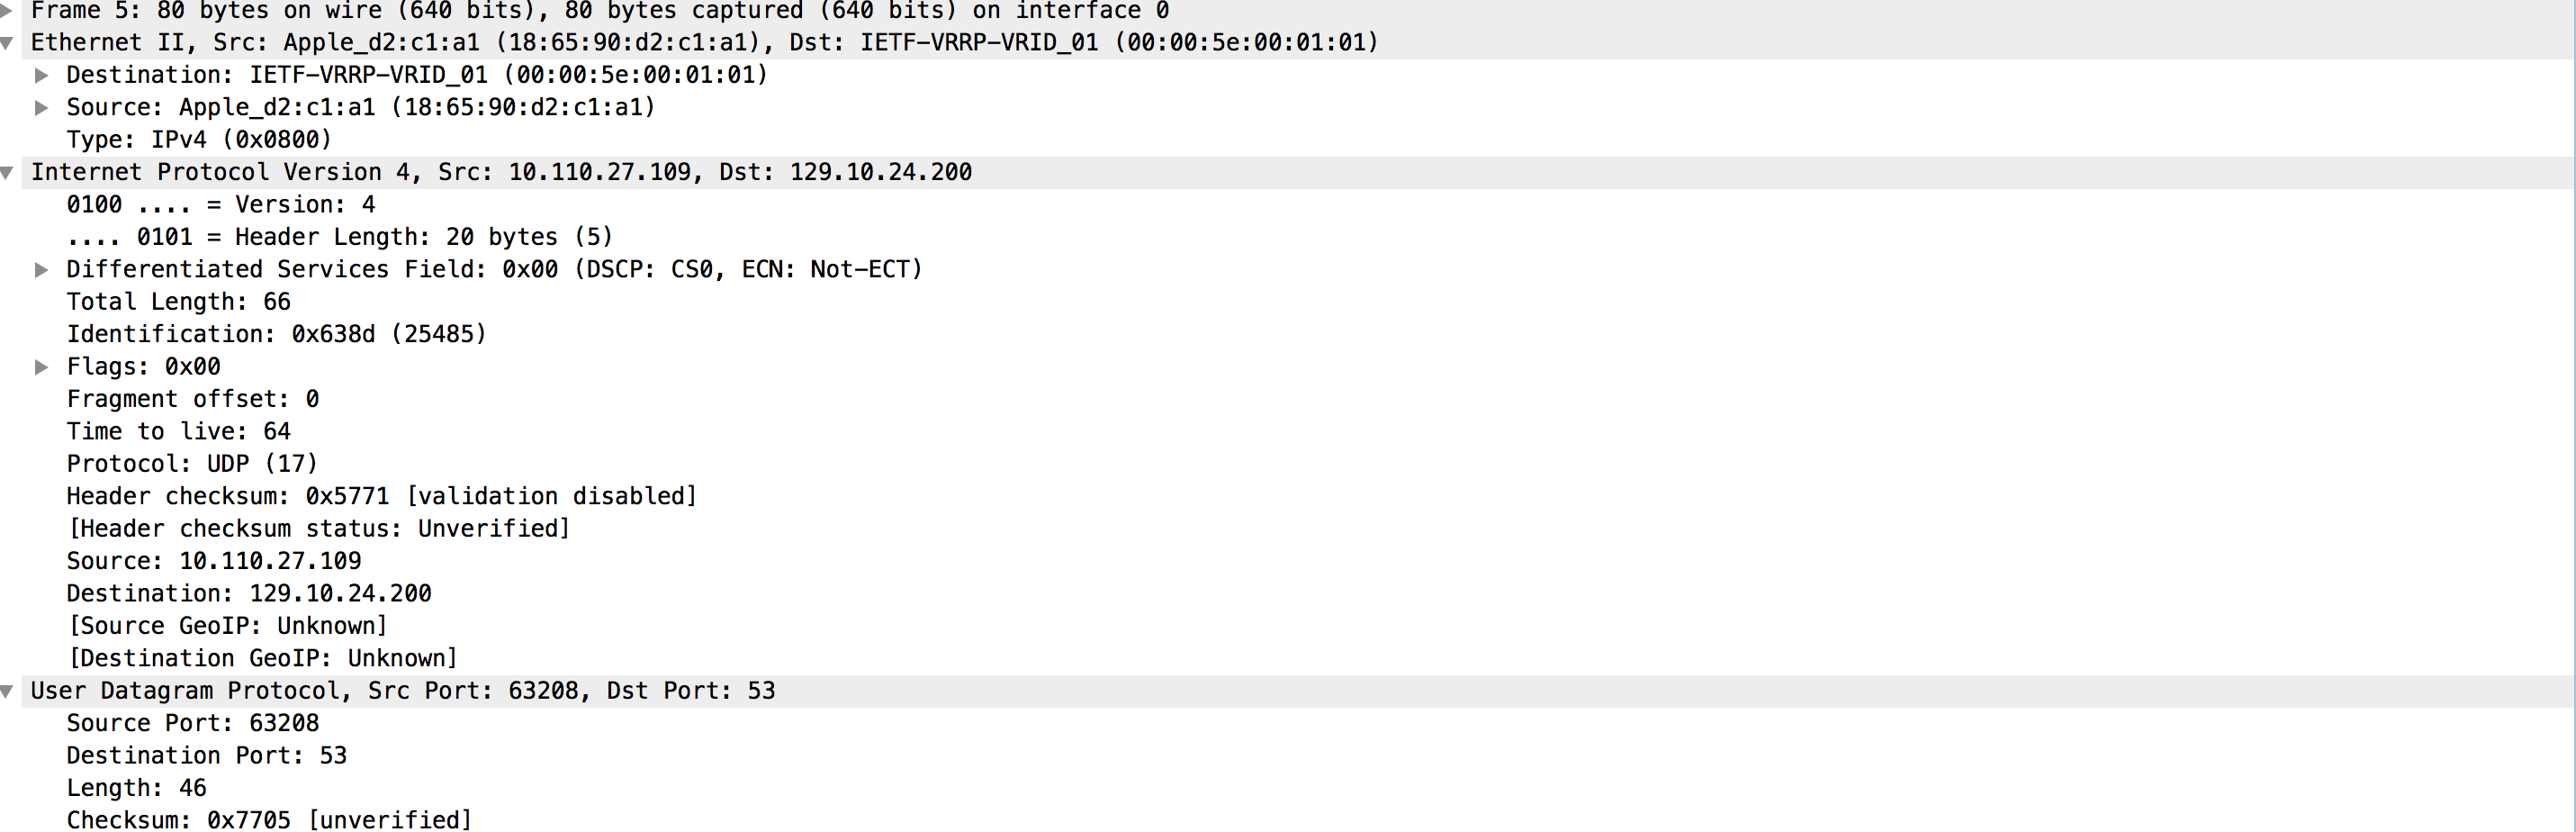 Frame 5: 80 bytes on wire (640 bits), 80 bytes captured (640 bits) on interface 0
Ethernet II, Src: Apple_d2:c1:a1 (18:65:90:d2:c1:a1), Dst: IETF-VRRP-VRID_01 (00:00:5e:00:01:01)
Destination: IETF-VRRP-VRID_01 (00:00:5e:00:01:01)
Source: Apple_d2:c1:a1 (18:65:90:d2:c1:a1)
Type: IPv4 (0x0800)
Internet Protocol Version 4, Src: 10.110.27.109, Dst: 129.10.24.200
0100 .... = Version: 4
.... 0101 = Header Length: 20 bytes (5)
Differentiated Services Field: 0x00 (DSCP: CS0, ECN: Not-ECT)
Total Length: 66
Identification: 0x638d (25485)
Flags: 0x00
Fragment offset: 0
Time to live: 64
Protocol: UDP (17)
Header checksum: 0x5771 [validation disabled]
[Header checksum status: Unverified]
Source: 10.110.27.109
Destination: 129.10.24.200
[Source GeoIP: Unknown]
[Destination GeoIP: Unknown]
User Datagram Protocol, Src Port: 63208, Dst Port: 53
Source Port: 63208
Destination Port: 53
Length: 46
Checksum: 0x7705 [unverified]